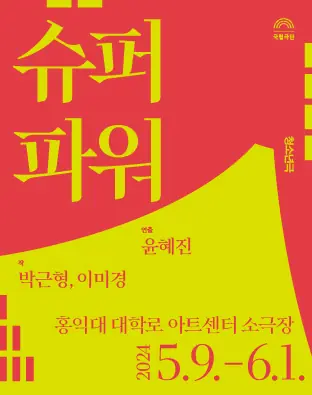 슈퍼
파워
국립극단
청소년극
연출
윤혜진
작
박근형, 이미경
홍익대 대학로 아트센터 소극장
2024
5.9.–6.1.